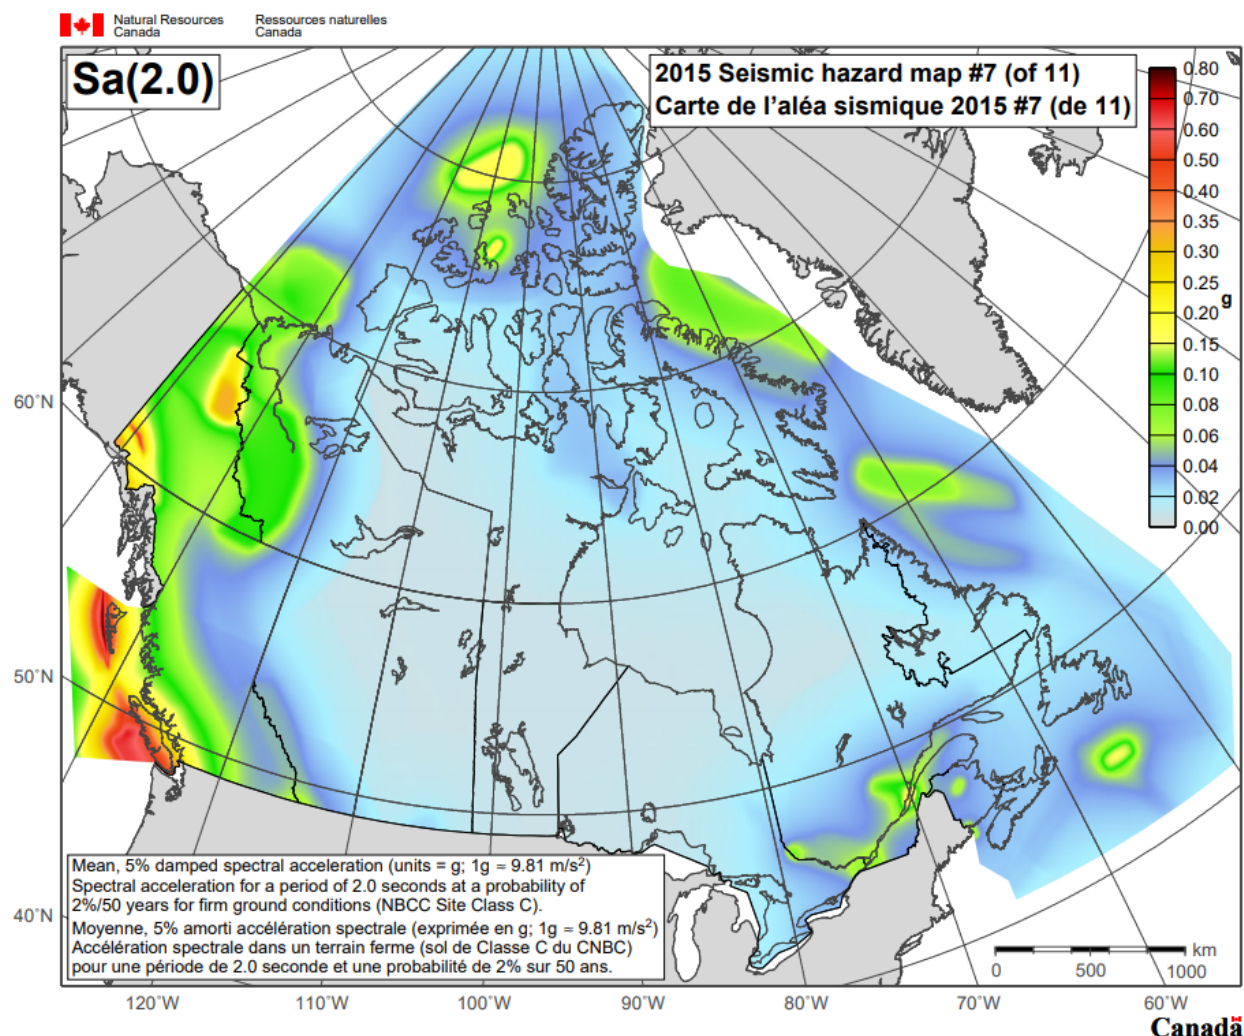 Natural Resources Ressources naturelles
Canada Canada
Sa(2.0)
2015 Seismic hazard map #7 (of 11)
Carte de l'aléa sismique 2015 #7 (de 11)
0.80
0.70
0.60
0.50
0.40
0.35
0.30
0.25
g
0.20
0.15
0.10
0.08
0.06
0.04
0.02
0.00
60°N
50°N
40°N
Mean, 5% damped spectral acceleration (units = g; 1g ≈ 9.81 m/s²)
Spectral acceleration for a period of 2.0 seconds at a probability of
2%/50 years for firm ground conditions (NBCC Site Class C).
Moyenne, 5% amorti accélération spectrale (exprimée en g; 1g ≈ 9.81 m/s²)
Accélération spectrale dans un terrain ferme (sol de Classe C du CNBC)
pour une période de 2.0 seconde et une probabilité de 2% sur 50 ans.
km
0 500 1000
120°W 110°W 100°W 90°W 80°W 70°W 60°W
Canada